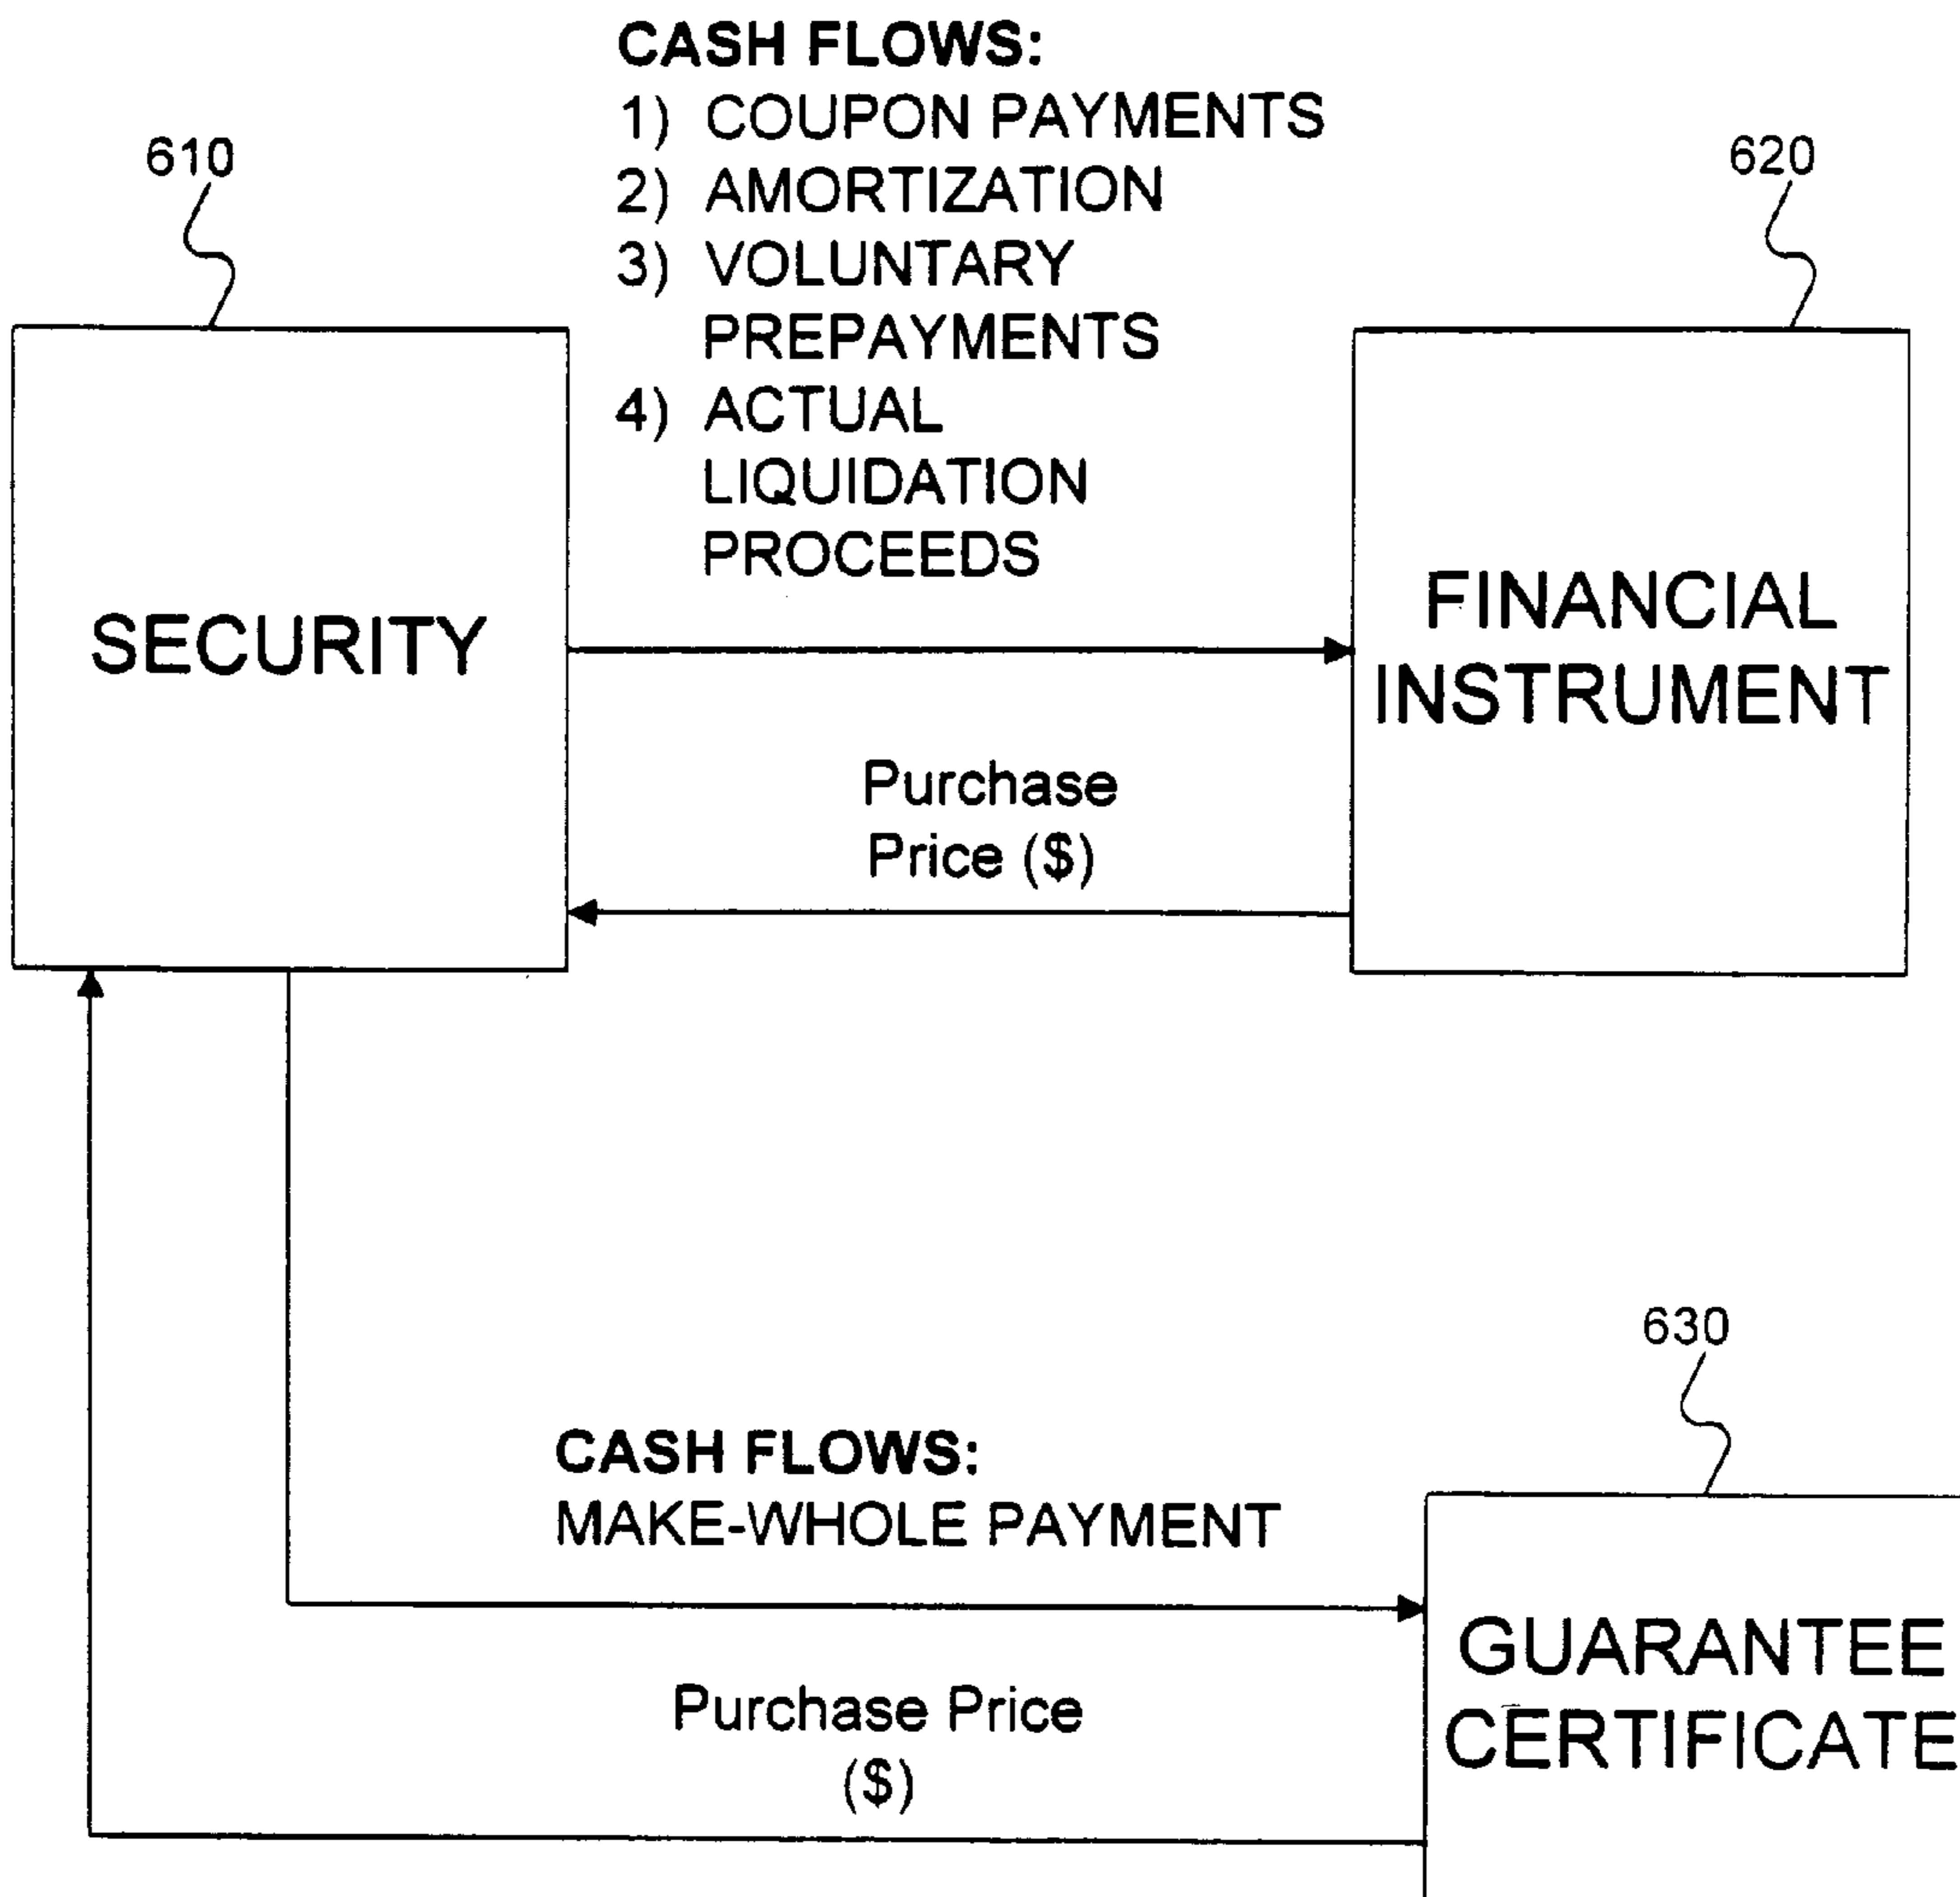 CASH FLOWS:
1) COUPON PAYMENTS
2) AMORTIZATION
3) VOLUNTARY
PREPAYMENTS
4) ACTUAL
LIQUIDATION
PROCEEDS
610
620
SECURITY
FINANCIAL
INSTRUMENT
Purchase
Price ($)
630
CASH FLOWS:
MAKE-WHOLE PAYMENT
GUARANTEE
CERTIFICATE
Purchase Price
($)